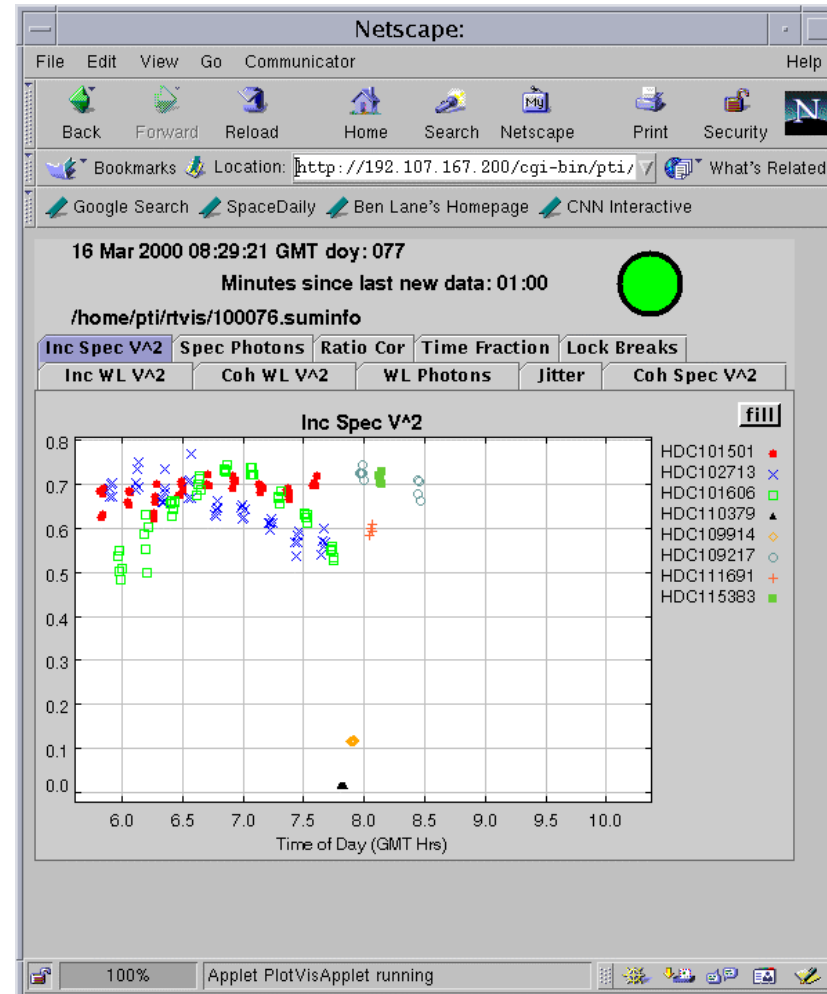 Netscape:
File Edit View Go Communicator Help
Back Forward Reload Home Search Netscape Print Security
My
N
Bookmarks Location: http://192.107.167.200/cgi-bin/pti/ What's Related
Google Search SpaceDaily Ben Lane's Homepage CNN Interactive
16 Mar 2000 08:29:21 GMT doy: 077
Minutes since last new data: 01:00
/home/pti/rtvis/100076.suminfo
Inc Spec V^2 Spec Photons Ratio Cor Time Fraction Lock Breaks
Inc WL V^2 Coh WL V^2 WL Photons Jitter Coh Spec V^2
Inc Spec V^2
fill
0.8
0.7
0.6
0.5
0.4
0.3
0.2
0.1
0.0
HDC101501
HDC102713
HDC101606
HDC110379
HDC109914
HDC109217
HDC111691
HDC115383
6.0 6.5 7.0 7.5 8.0 8.5 9.0 9.5 10.0
Time of Day (GMT Hrs)
100% Applet PlotVisApplet running